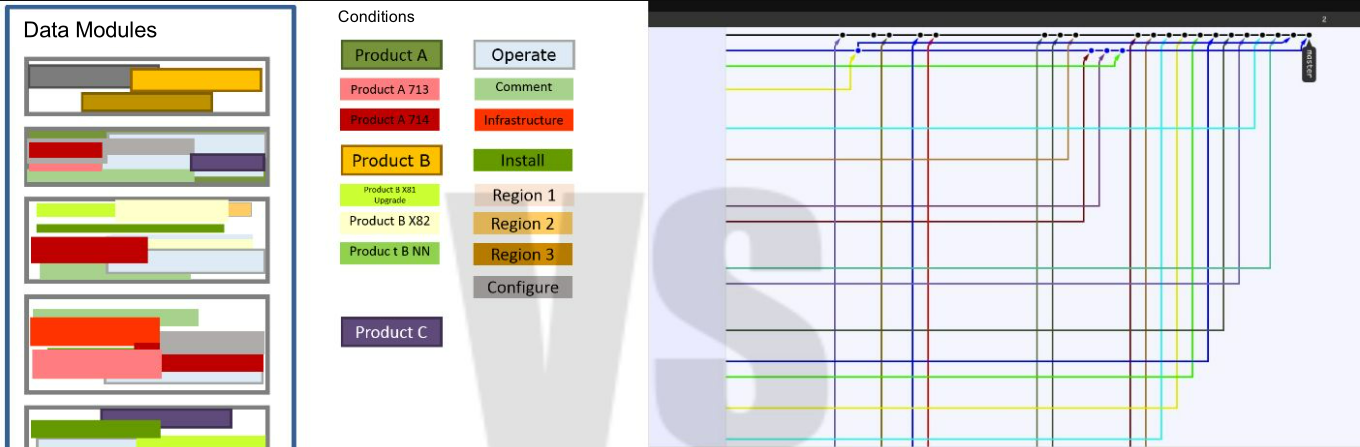 Data Modules
Conditions
Product A
Product A 713
Product A 714
Product B
Product B X81
Upgrade
Product B X82
Produc t B NN
Product C
Operate
Comment
Infrastructure
Install
Region 1
Region 2
Region 3
Configure
VS
2
master